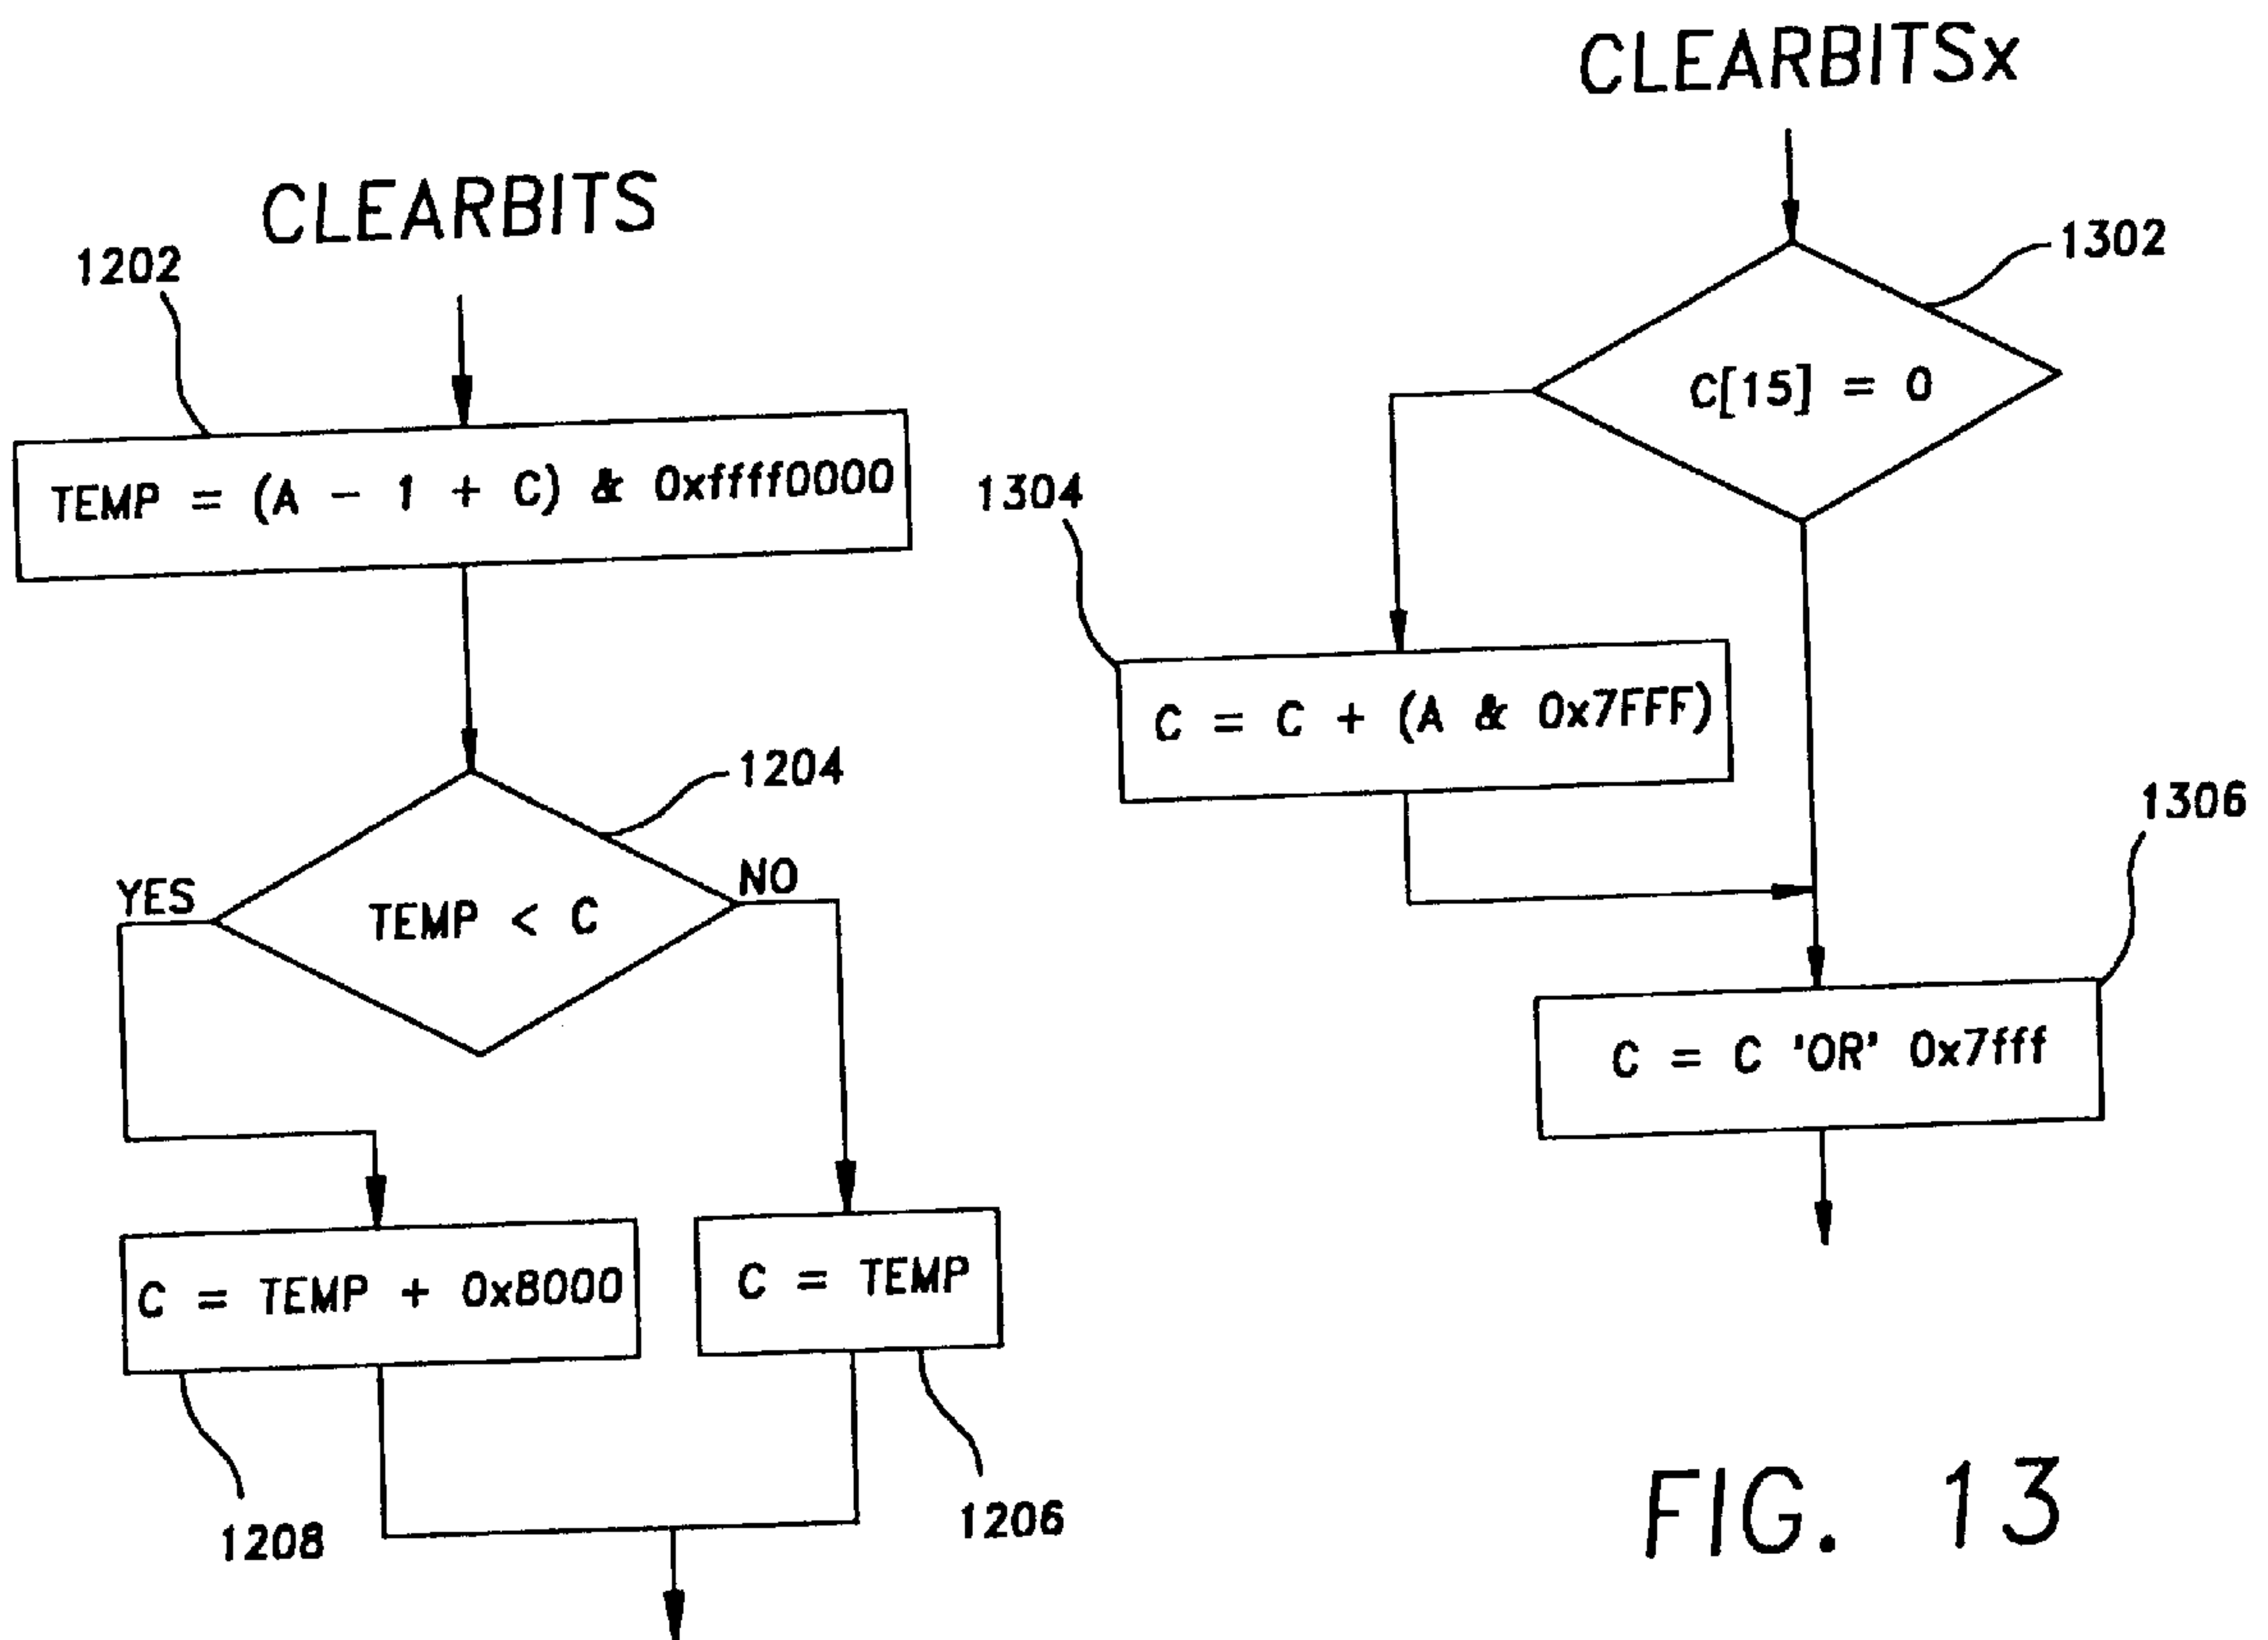 CLEARBITS
1202
TEMP = (A - 1 + C) & 0xffff0000
1204
YES
NO
TEMP < C
C = TEMP + 0x8000
C = TEMP
1208
1206
CLEARBITSx
1302
C[15] = 0
1304
C = C + (A & 0x7FFF)
1306
C = C 'OR' 0x7fff
FIG. 13